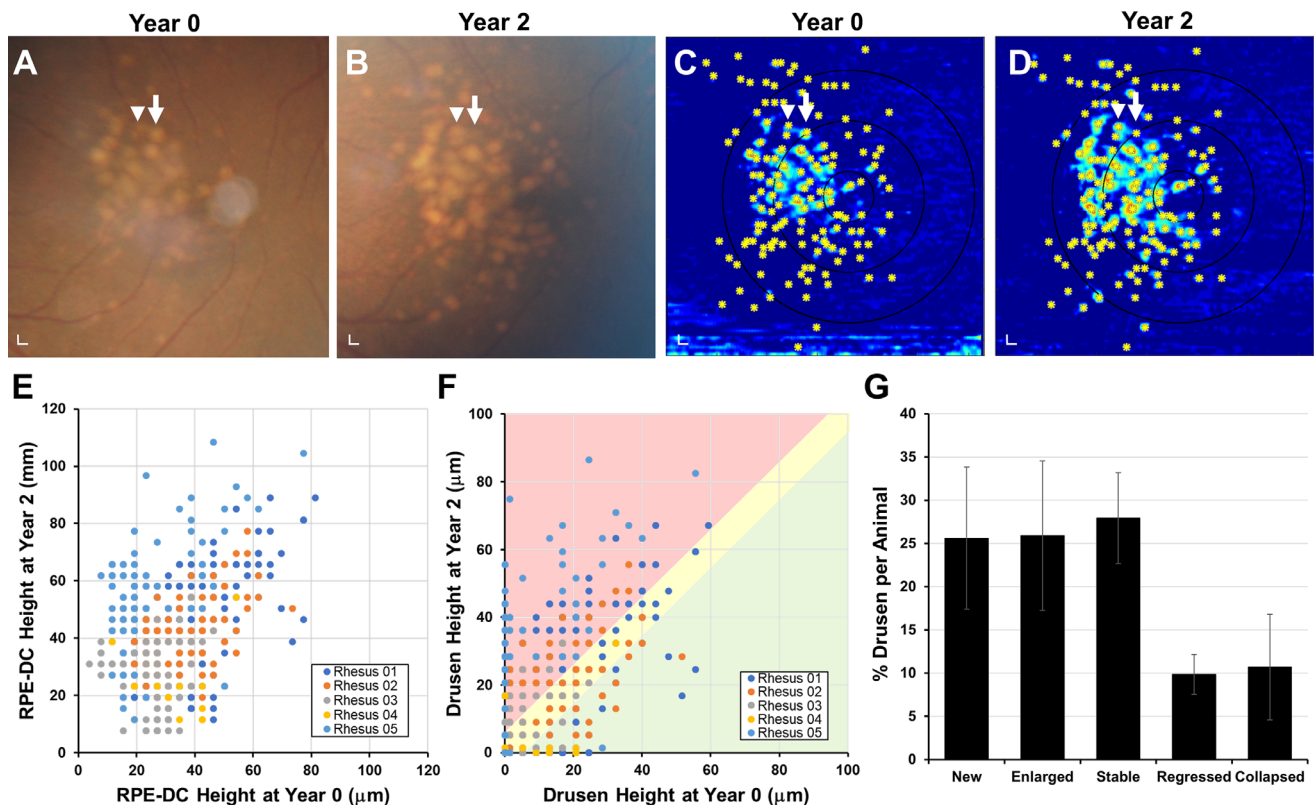 Year 0
Year 2
Year 0
Year 2
A
B
C
D
E
RPE-DC Height at Year 2 (mm)
120
100
80
60
40
20
0
0 20 40 60 80 100 120
RPE-DC Height at Year 0 (μm)
Rhesus 01
Rhesus 02
Rhesus 03
Rhesus 04
Rhesus 05
F
Drusen Height at Year 2 (μm)
100
80
60
40
20
0
0 20 40 60 80 100
Drusen Height at Year 0 (μm)
Rhesus 01
Rhesus 02
Rhesus 03
Rhesus 04
Rhesus 05
G
% Drusen per Animal
40
35
30
25
20
15
10
5
0
New Enlarged Stable Regressed Collapsed